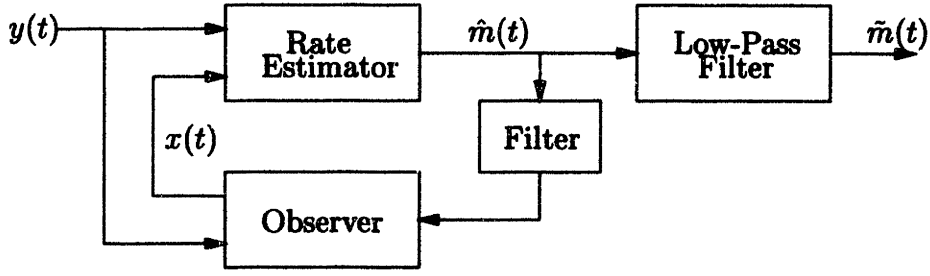 y(t)
Rate
Estimator
m̂(t)
Low-Pass
Filter
m̃(t)
x(t)
Filter
Observer